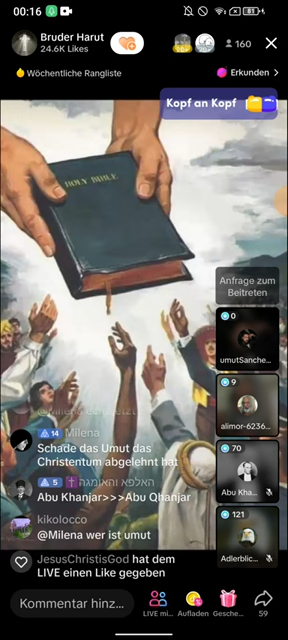 00:16
81
Bruder Harut
24.6K Likes
160
Wöchentliche Rangliste
Erkunden >
Kopf an Kopf
HOLY BIBLE
Anfrage zum
Beitreten
0
umutSanche...
9
alimor-6236...
70
Abu Kha...
121
Adlerblic...
14 Milena
Schade das Umut das
Christentum abgelehnt hat
5 האלפא והאומגה
Abu Khanjar>>>Abu Qhanjar
kikolocco
@Milena wer ist umut
JesusChristisGod hat dem
LIVE einen Like gegeben
Kommentar hinz...
LIVE mi...
Aufladen
Gesche...
59